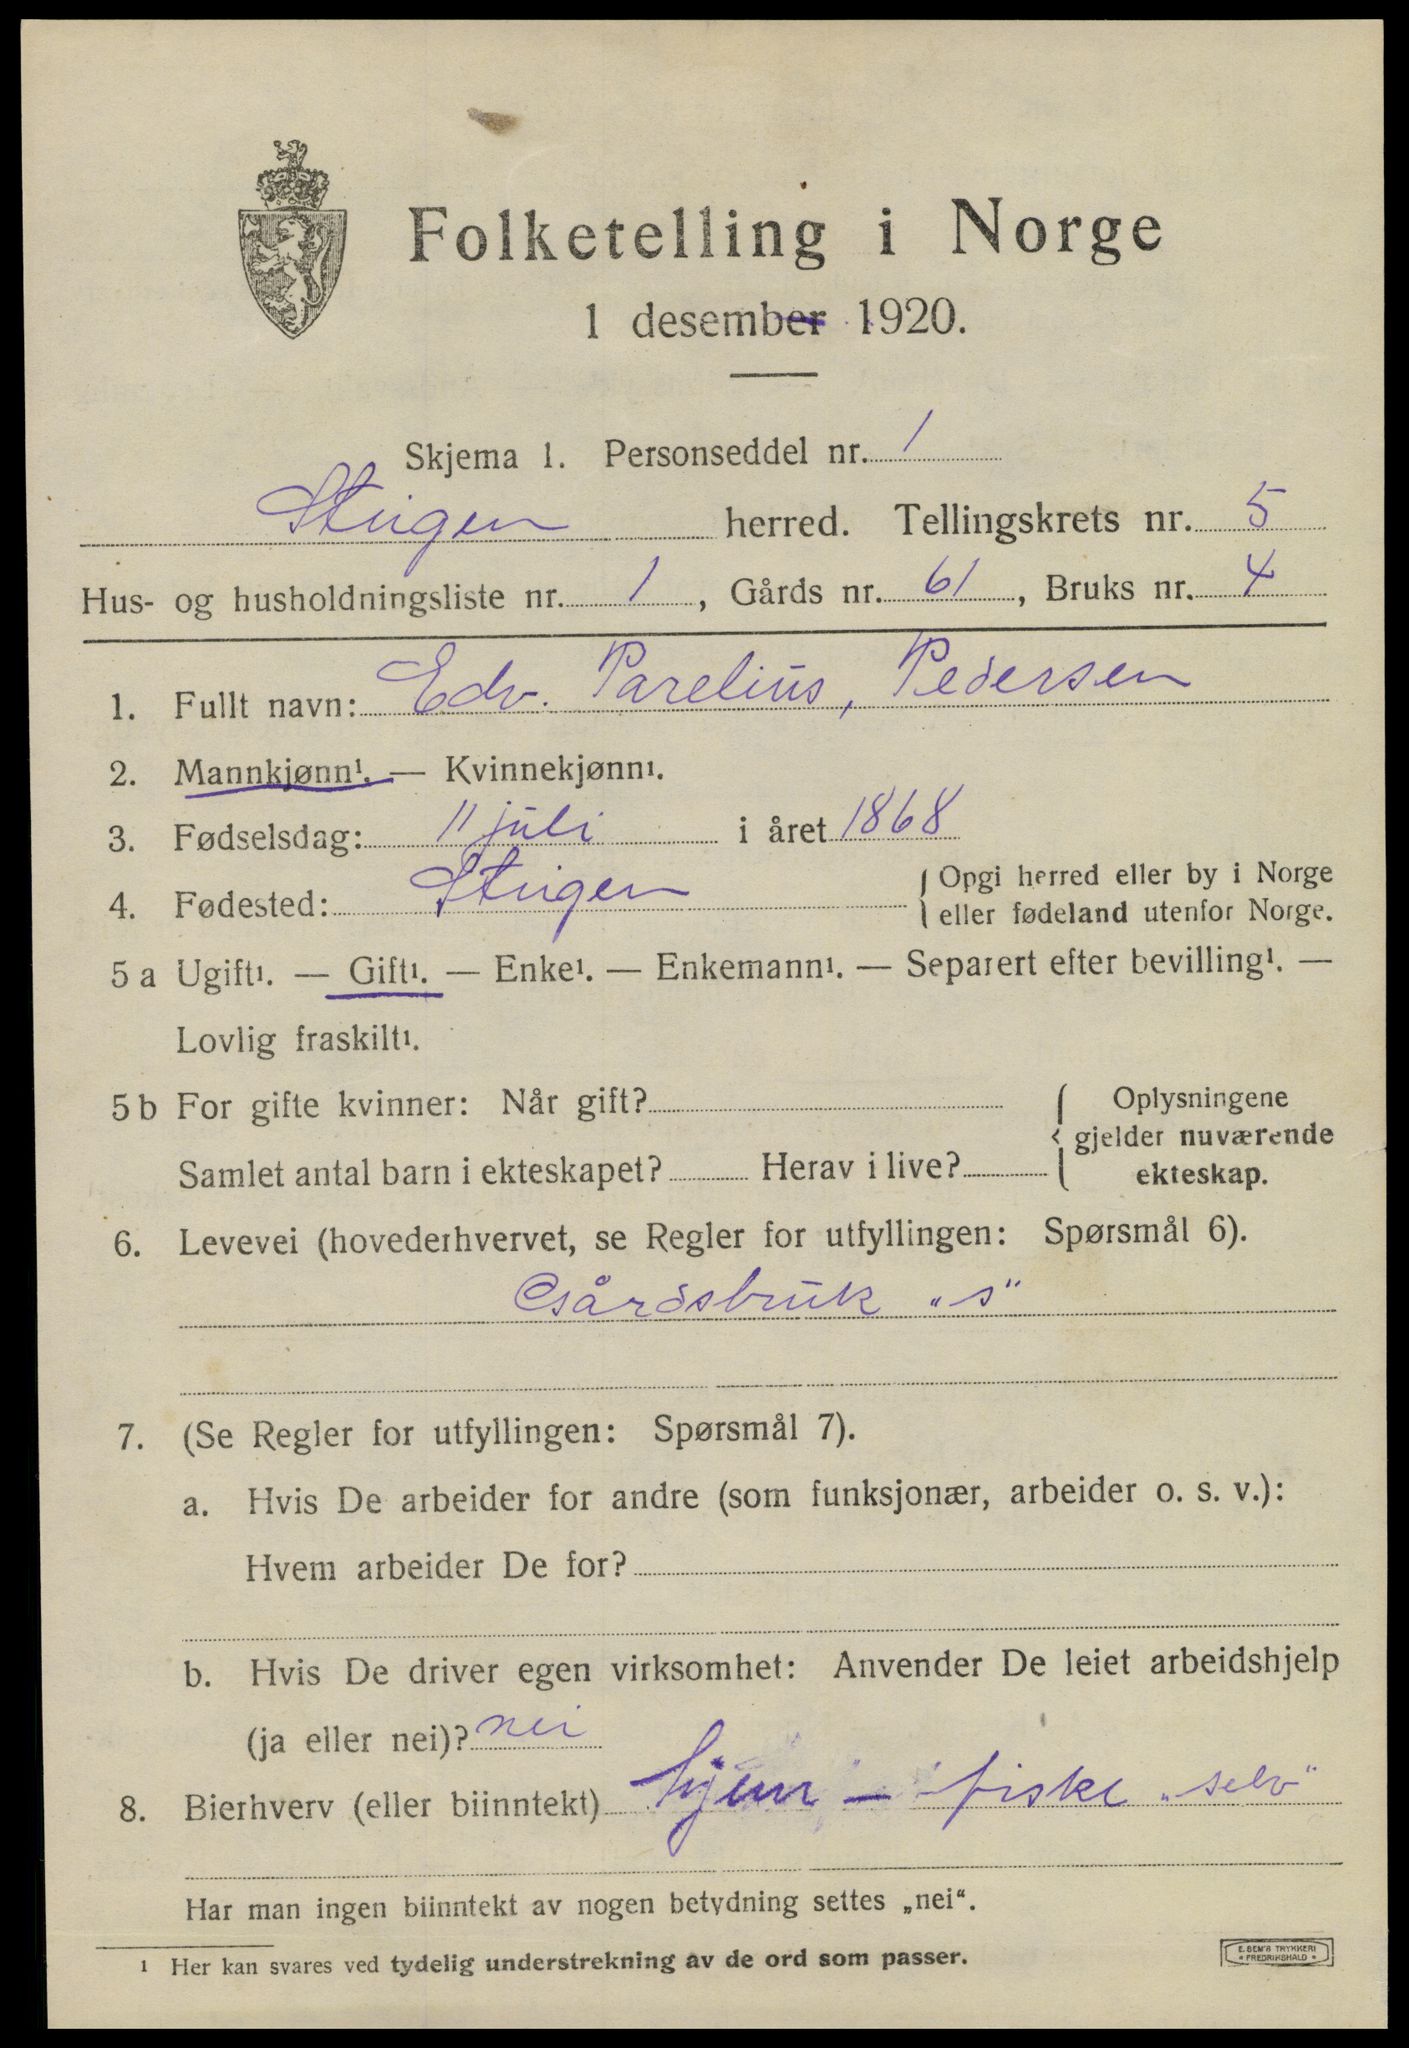 Folketelling i Norge
1 desember 1920.
Skjema 1. Personseddel nr. 1
Steigen herred. Tellingskrets nr. 5
Hus- og husholdningsliste nr. 1, Gårds nr. 61, Bruks nr. 4
1. Fullt navn: Edv. Parelius, Pedersen
2. Mannkjønn¹. — Kvinnekjønn¹.
3. Fødselsdag: 11 juli i året 1868
4. Fødested: Steigen { Opgi herred eller by i Norge
eller fødeland utenfor Norge.
5 a Ugift¹. — Gift¹. — Enke¹. — Enkemann¹. — Separert efter bevilling¹. —
Lovlig fraskilt¹.
5 b For gifte kvinner: Når gift? { Oplysningene
gjelder nuværende
Samlet antal barn i ekteskapet? Herav i live? ekteskap.
6. Levevei (hovederhvervet, se Regler for utfyllingen: Spørsmål 6).
Gårdsbruk „s"
7. (Se Regler for utfyllingen: Spørsmål 7).
a. Hvis De arbeider for andre (som funksjonær, arbeider o. s. v.):
Hvem arbeider De for?
b. Hvis De driver egen virksomhet: Anvender De leiet arbeidshjelp
(ja eller nei)? nei
8. Bierhverv (eller biinntekt) hjem — fiske „selv"
Har man ingen biinntekt av nogen betydning settes „nei“.
¹ Her kan svares ved tydelig understrekning av de ord som passer.
E. SEM'S TRYKKERI
• FREDRIKSHALD •